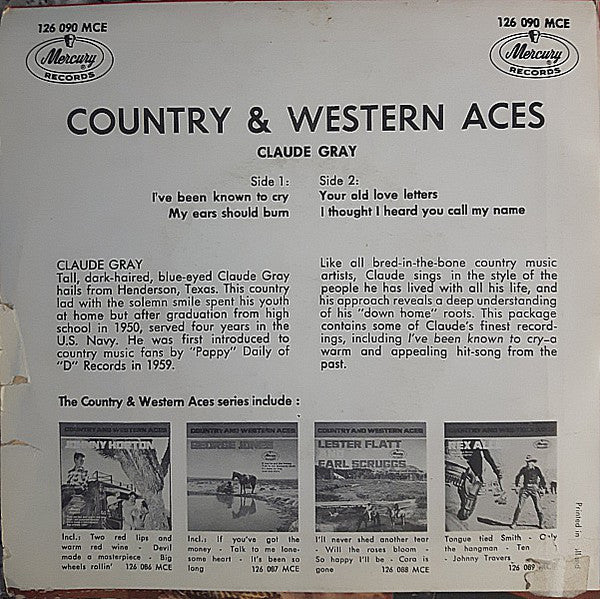 126 090 MCE
Mercury
RECORDS
126 090 MCE
Mercury
RECORDS
COUNTRY & WESTERN ACES
CLAUDE GRAY
Side 1:
I've been known to cry
My ears should burn
Side 2:
Your old love letters
I thought I heard you call my name
CLAUDE GRAY
Tall, dark-haired, blue-eyed Claude Gray
hails from Henderson, Texas. This country
lad with the solemn smile spent his youth
at home but after graduation from high
school in 1950, served four years in the
U.S. Navy. He was first introduced to
country music fans by "Pappy" Daily of
"D" Records in 1959.
Like all bred-in-the-bone country music
artists, Claude sings in the style of the
people he has lived with all his life, and
his approach reveals a deep understanding
of his "down home" roots. This package
contains some of Claude's finest record-
ings, including I've been known to cry-a
warm and appealing hit-song from the
past.
The Country & Western Aces series include :
COUNTRY AND WESTERN ACES
JOHNNY HORTON
Incl.: Two red lips and
warm red wine - Devil
made a masterpiece - Big
wheels rollin' 126 086 MCE
COUNTRY AND WESTERN ACES
GEORGE JONES
Incl.: If you've got the
money - Talk to me lone-
some heart - It's been so
long 126 087 MCE
COUNTRY AND WESTERN ACES
LESTER FLATT
EARL SCRUGGS
I'll never shed another tear
- Will the roses bloom -
So happy I'll be - Cora is
gone 126 088 MCE
COUNTRY AND WESTERN ACES
REX
Tongue tied Smith - Only
the hangman - Ten
- Johnny Travers
126 089
Printed in